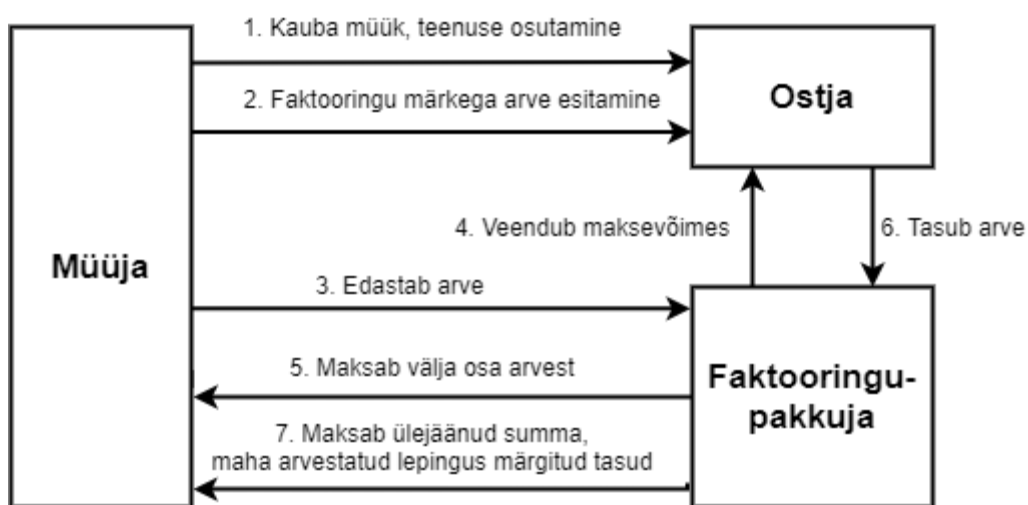 1. Kauba müük, teenuse osutamine
2. Faktooringu märkega arve esitamine
Ostja
4. Veendub maksevõimes
6. Tasub arve
Müüja
3. Edastab arve
5. Maksab välja osa arvest
Faktooringu-
pakkuja
7. Maksab ülejäänud summa,
maha arvestatud lepingus märgitud tasud